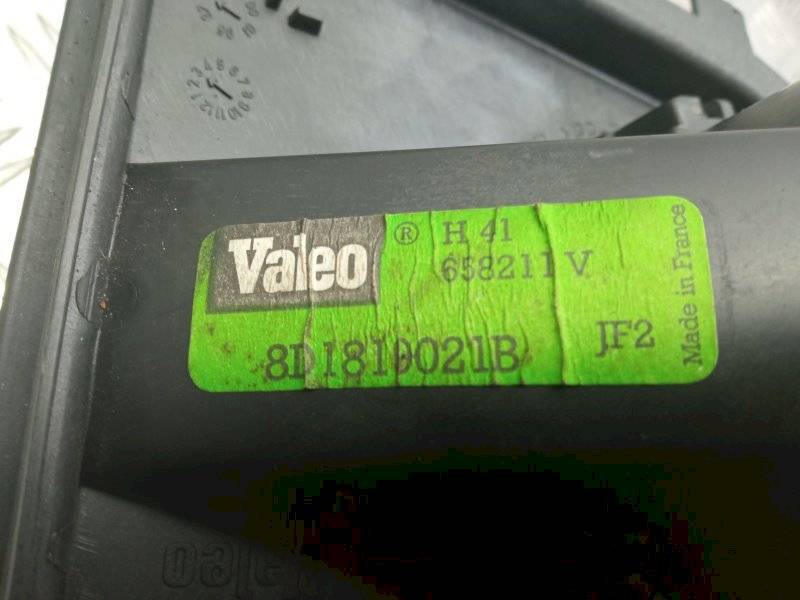 Valeo ® H 41
658211 V
8D1819021B
JF2
Made in France